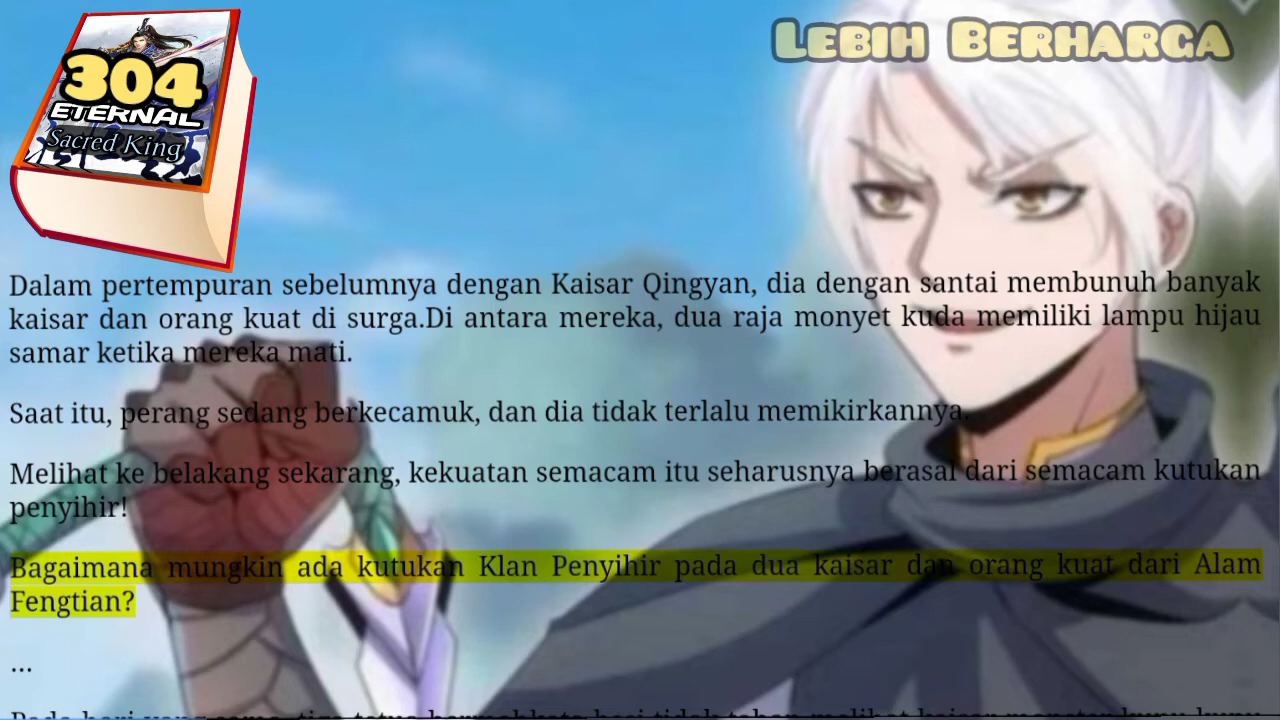 LEBIH BERHARGA
304
ETERNAL
Sacred King
Dalam pertempuran sebelumnya dengan Kaisar Qingyan, dia dengan santai membunuh banyak
kaisar dan orang kuat di surga.Di antara mereka, dua raja monyet kuda memiliki lampu hijau
samar ketika mereka mati.
Saat itu, perang sedang berkecamuk, dan dia tidak terlalu memikirkannya.
Melihat ke belakang sekarang, kekuatan semacam itu seharusnya berasal dari semacam kutukan
penyihir!
Bagaimana mungkin ada kutukan Klan Penyihir pada dua kaisar dan orang kuat dari Alam
Fengtian?
...